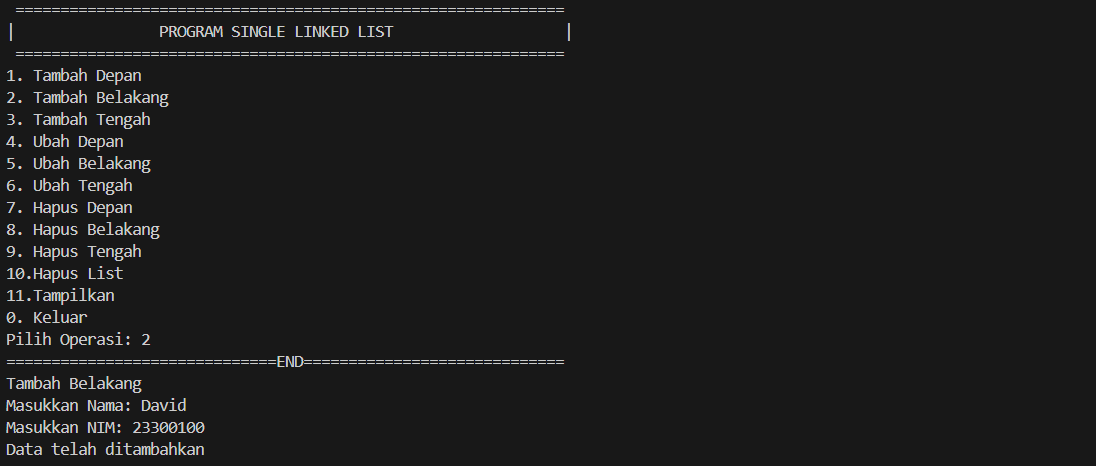 =============================================================
| PROGRAM SINGLE LINKED LIST |
=============================================================
1. Tambah Depan
2. Tambah Belakang
3. Tambah Tengah
4. Ubah Depan
5. Ubah Belakang
6. Ubah Tengah
7. Hapus Depan
8. Hapus Belakang
9. Hapus Tengah
10.Hapus List
11.Tampilkan
0. Keluar
Pilih Operasi: 2
==============================END=============================
Tambah Belakang
Masukkan Nama: David
Masukkan NIM: 23300100
Data telah ditambahkan